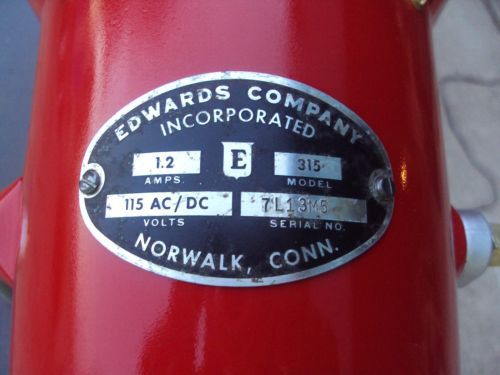 EDWARDS COMPANY
INCORPORATED
1.2 E 315
AMPS MODEL
115 AC/DC 7L13M5
VOLTS SERIAL NO.
NORWALK, CONN.